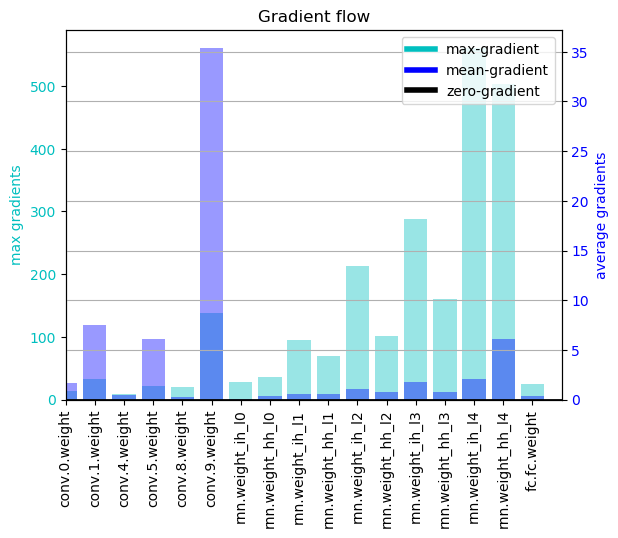 Gradient flow
max-gradient
mean-gradient
zero-gradient
500
400
300
200
100
0
max gradients
35
30
25
20
15
10
5
0
average gradients
conv.0.weight
conv.1.weight
conv.4.weight
conv.5.weight
conv.8.weight
conv.9.weight
rnn.weight_ih_l0
rnn.weight_hh_l0
rnn.weight_ih_l1
rnn.weight_hh_l1
rnn.weight_ih_l2
rnn.weight_hh_l2
rnn.weight_ih_l3
rnn.weight_hh_l3
rnn.weight_ih_l4
rnn.weight_hh_l4
fc.fc.weight